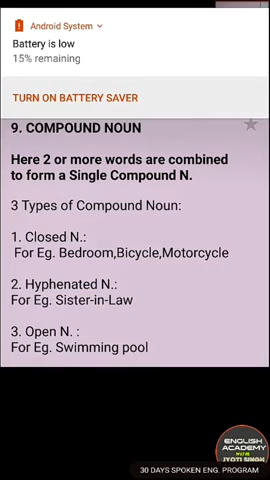 Android System
Battery is low
15% remaining
TURN ON BATTERY SAVER
9. COMPOUND NOUN
Here 2 or more words are combined
to form a Single Compound N.
3 Types of Compound Noun:
1. Closed N.:
For Eg. Bedroom,Bicycle,Motorcycle
2. Hyphenated N.:
For Eg. Sister-in-Law
3. Open N. :
For Eg. Swimming pool
ENGLISH
ACADEMY
WITH
JYOTI SINGH
30 DAYS SPOKEN ENG. PROGRAM